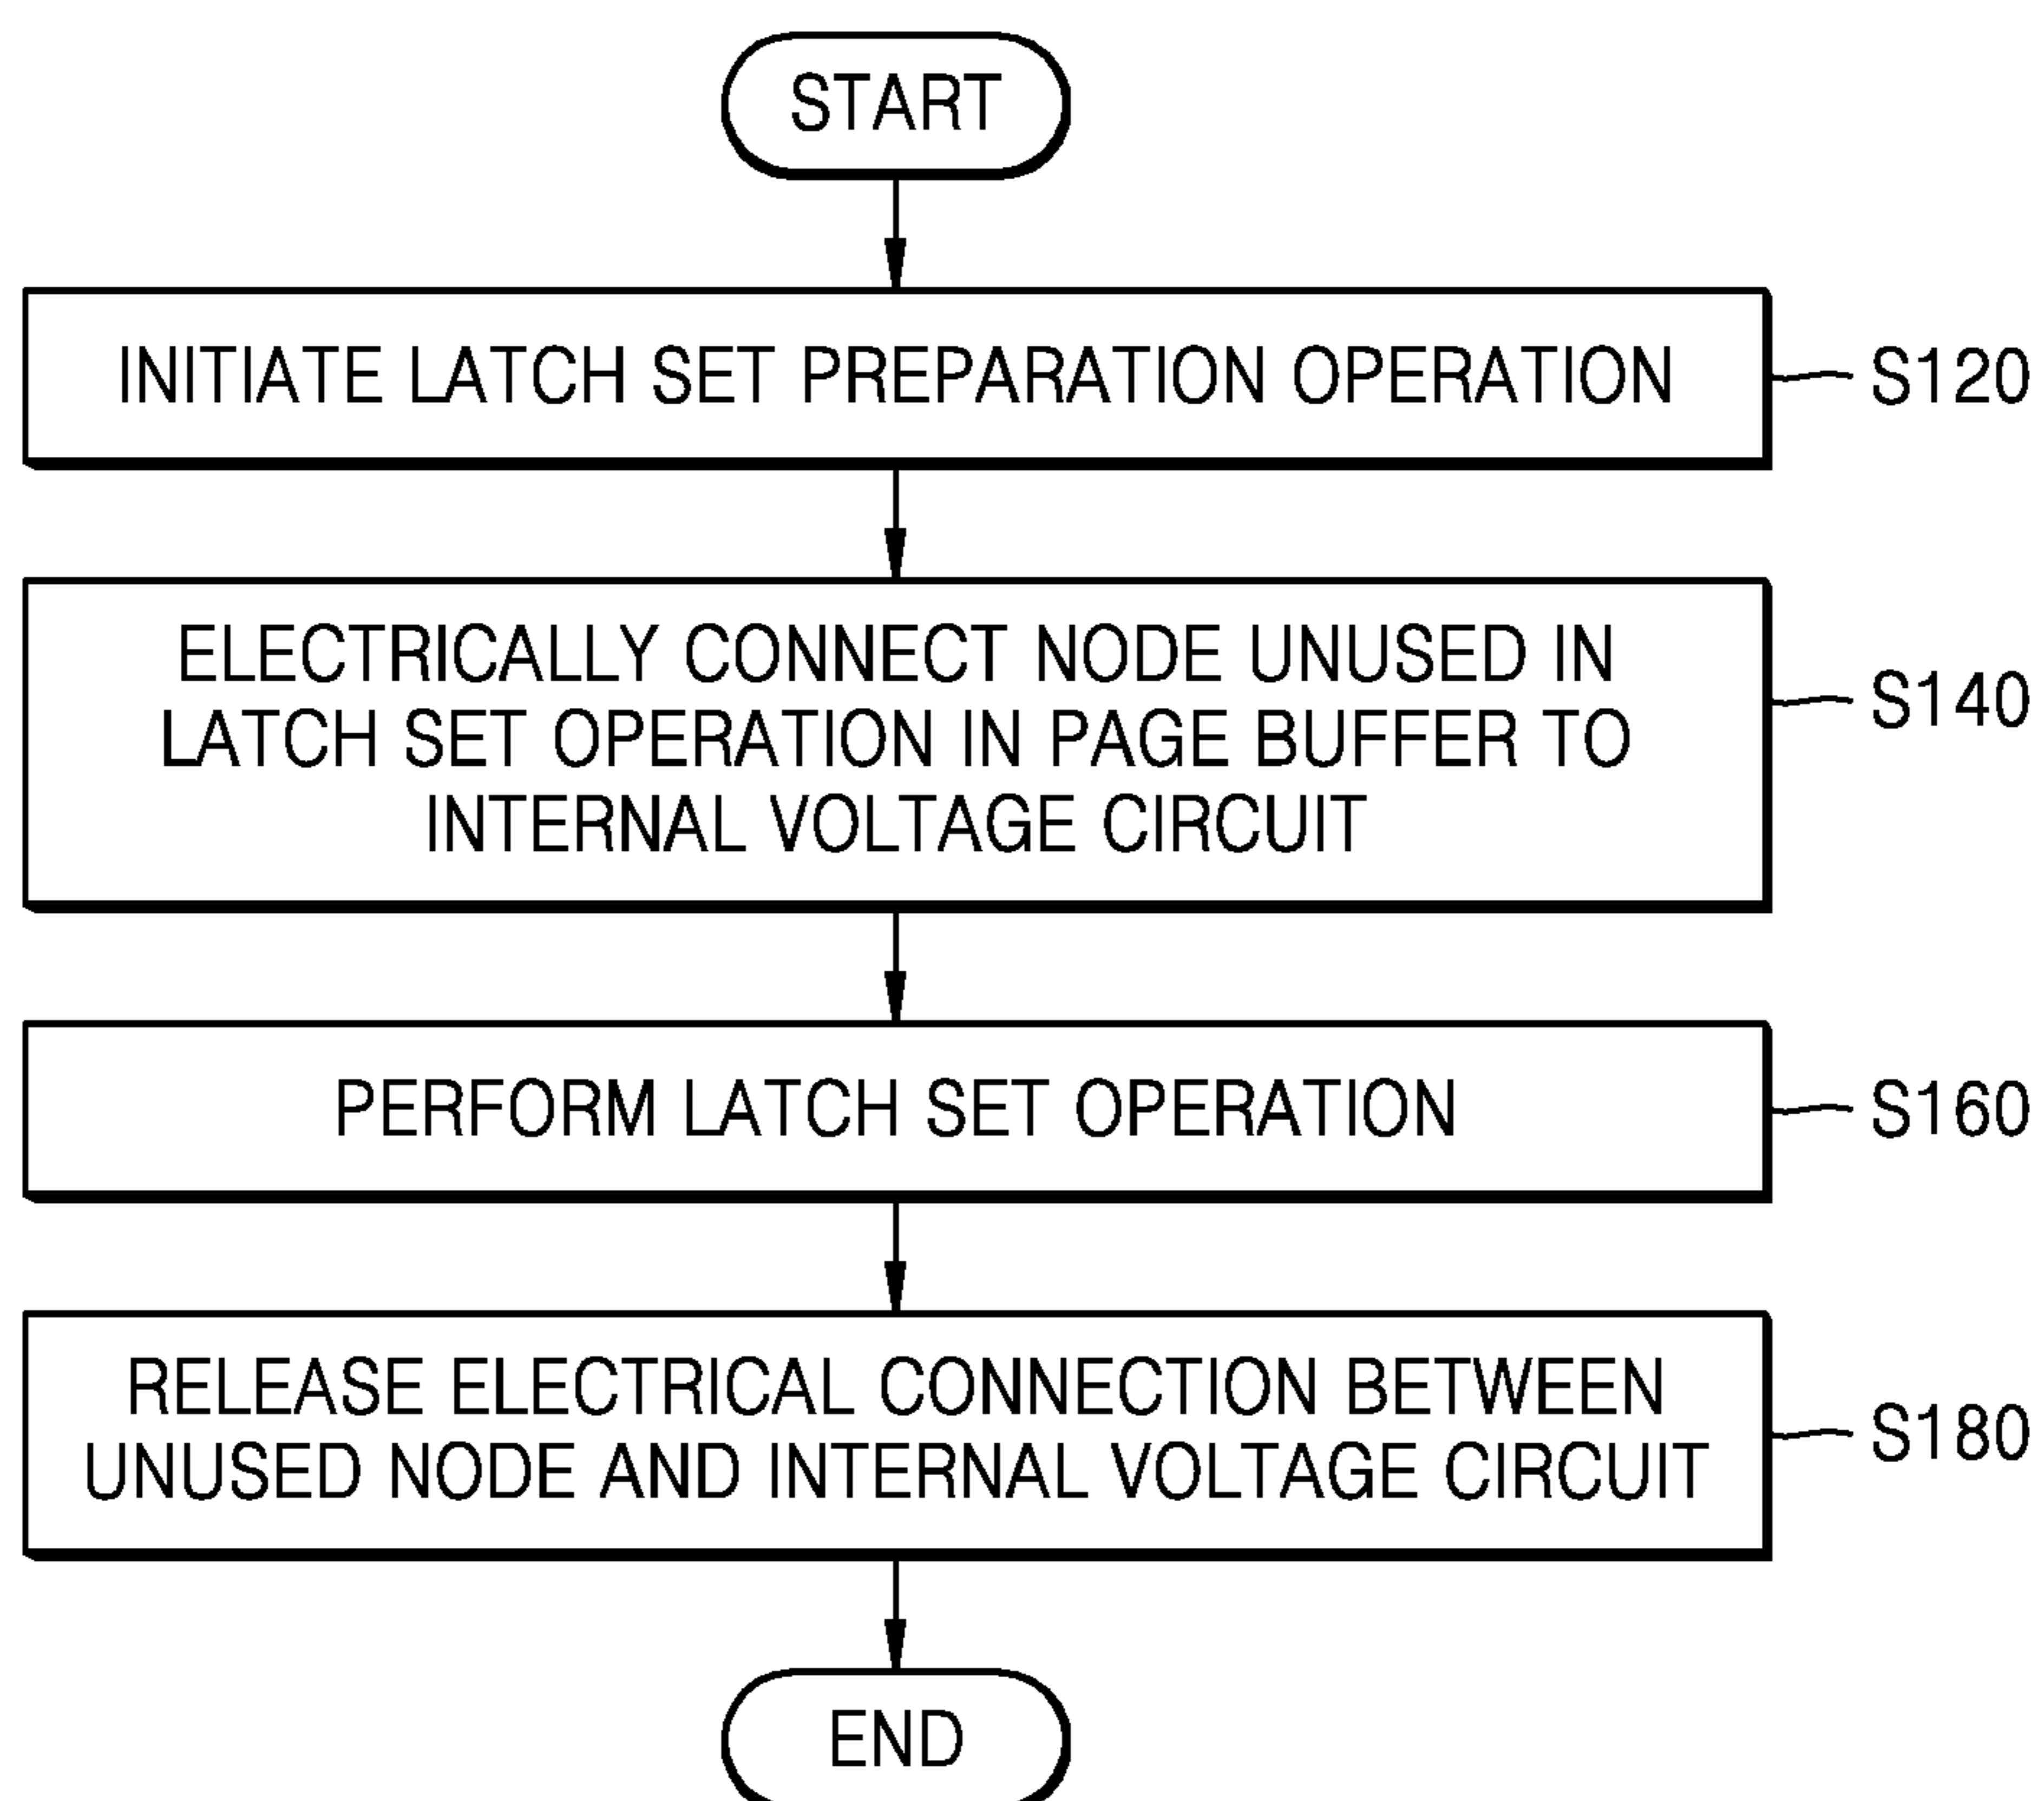 START
INITIATE LATCH SET PREPARATION OPERATION
S120
ELECTRICALLY CONNECT NODE UNUSED IN
LATCH SET OPERATION IN PAGE BUFFER TO
INTERNAL VOLTAGE CIRCUIT
S140
PERFORM LATCH SET OPERATION
S160
RELEASE ELECTRICAL CONNECTION BETWEEN
UNUSED NODE AND INTERNAL VOLTAGE CIRCUIT
S180
END